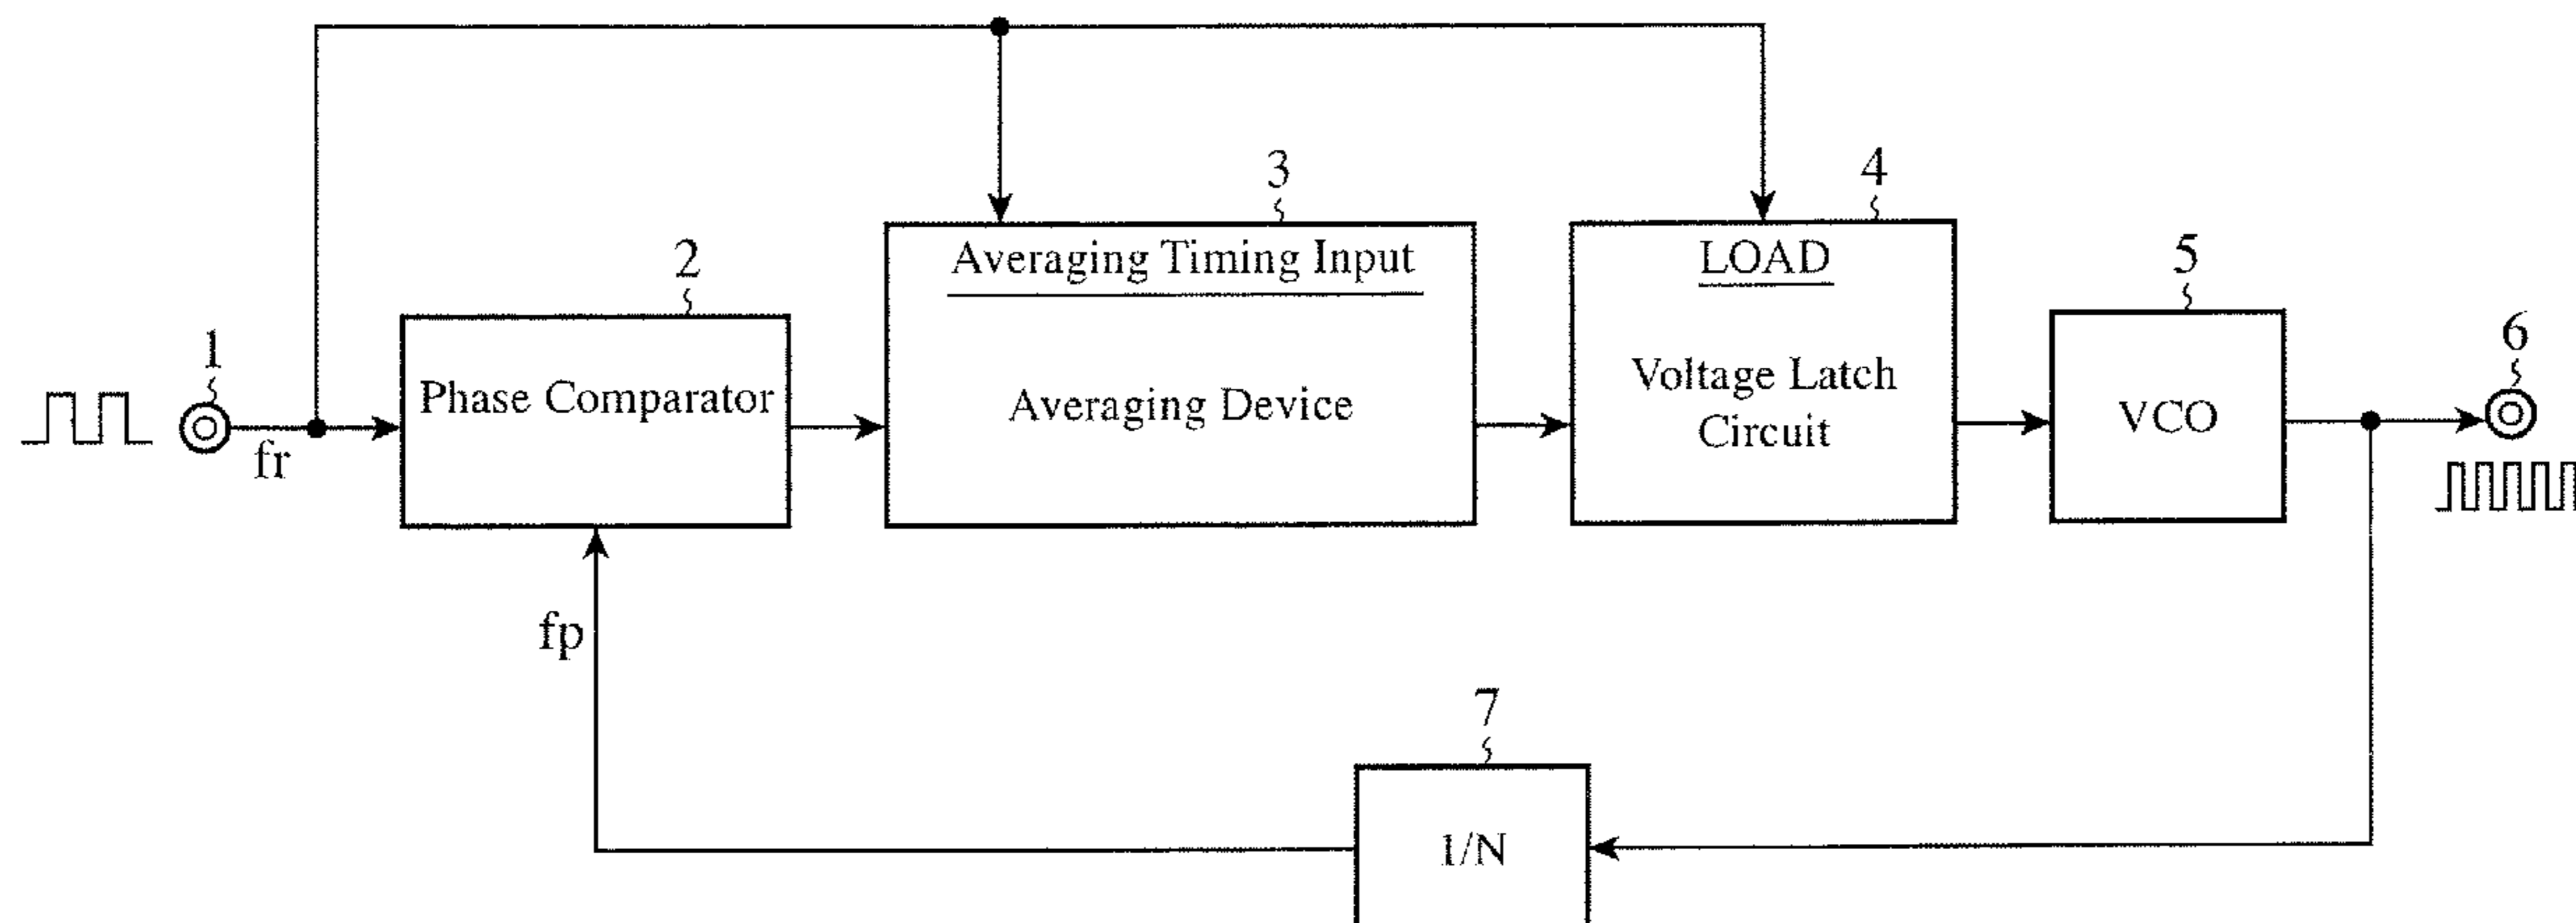 3
4
Averaging Timing Input
LOAD
2
5
1
6
Phase Comparator
Averaging Device
Voltage Latch
Circuit
VCO
fr
fp
7
1/N